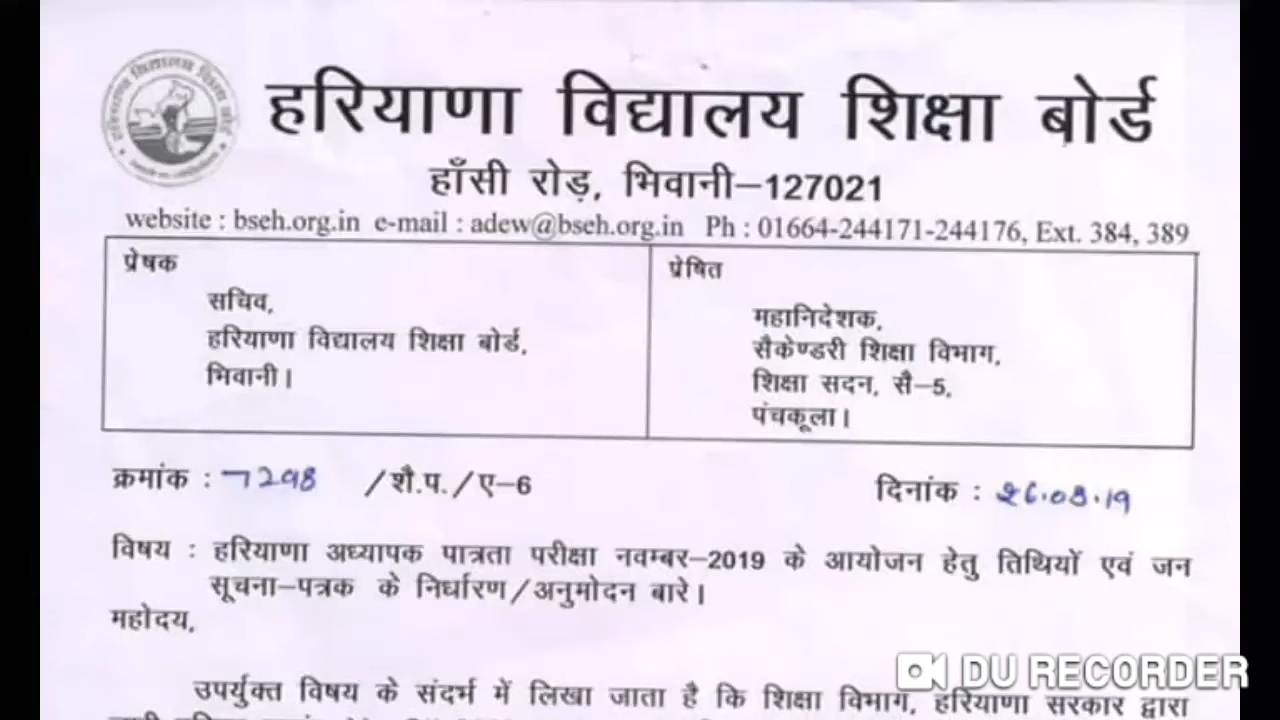 हरियाणा विद्यालय शिक्षा बोर्ड
हाँसी रोड़, भिवानी–127021
website : bseh.org.in e-mail : adew@bseh.org.in Ph : 01664-244171-244176, Ext. 384, 389
प्रेषक
सचिव,
हरियाणा विद्यालय शिक्षा बोर्ड,
भिवानी।
प्रेषित
महानिदेशक,
सैकेण्डरी शिक्षा विभाग,
शिक्षा सदन, सै–5,
पंचकूला।
क्रमांक : 7298 /शै.प./ए–6
दिनांक : 26.08.19
विषय : हरियाणा अध्यापक पात्रता परीक्षा नवम्बर–2019 के आयोजन हेतु तिथियों एवं जन
सूचना–पत्रक के निर्धारण/अनुमोदन बारे।
महोदय,
उपर्युक्त विषय के संदर्भ में लिखा जाता है कि शिक्षा विभाग, हरियाणा सरकार द्वारा
DU RECORDER